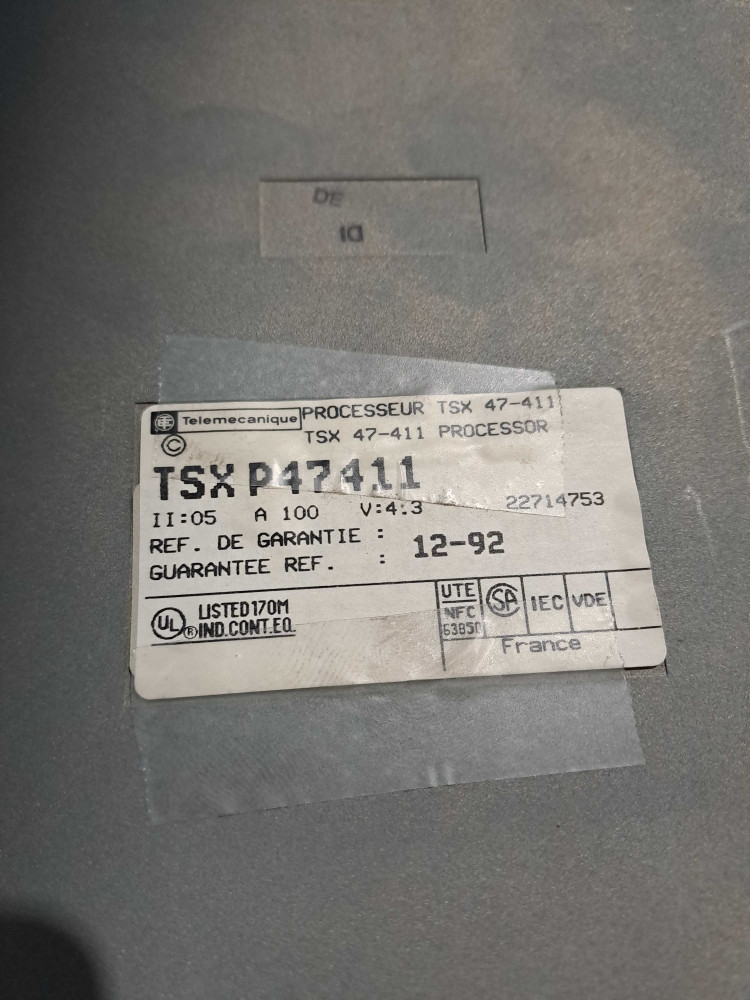 DE
ID
Telemecanique PROCESSEUR TSX 47-411
© TSX 47-411 PROCESSOR
TSX P47411
II:05 A 100 V:4.3 22714753
REF. DE GARANTIE :
GUARANTEE REF. : 12-92
UL ® LISTED 170M
IND.CONT.EQ.
UTE
NFC
63850
SA
IEC
VDE
France